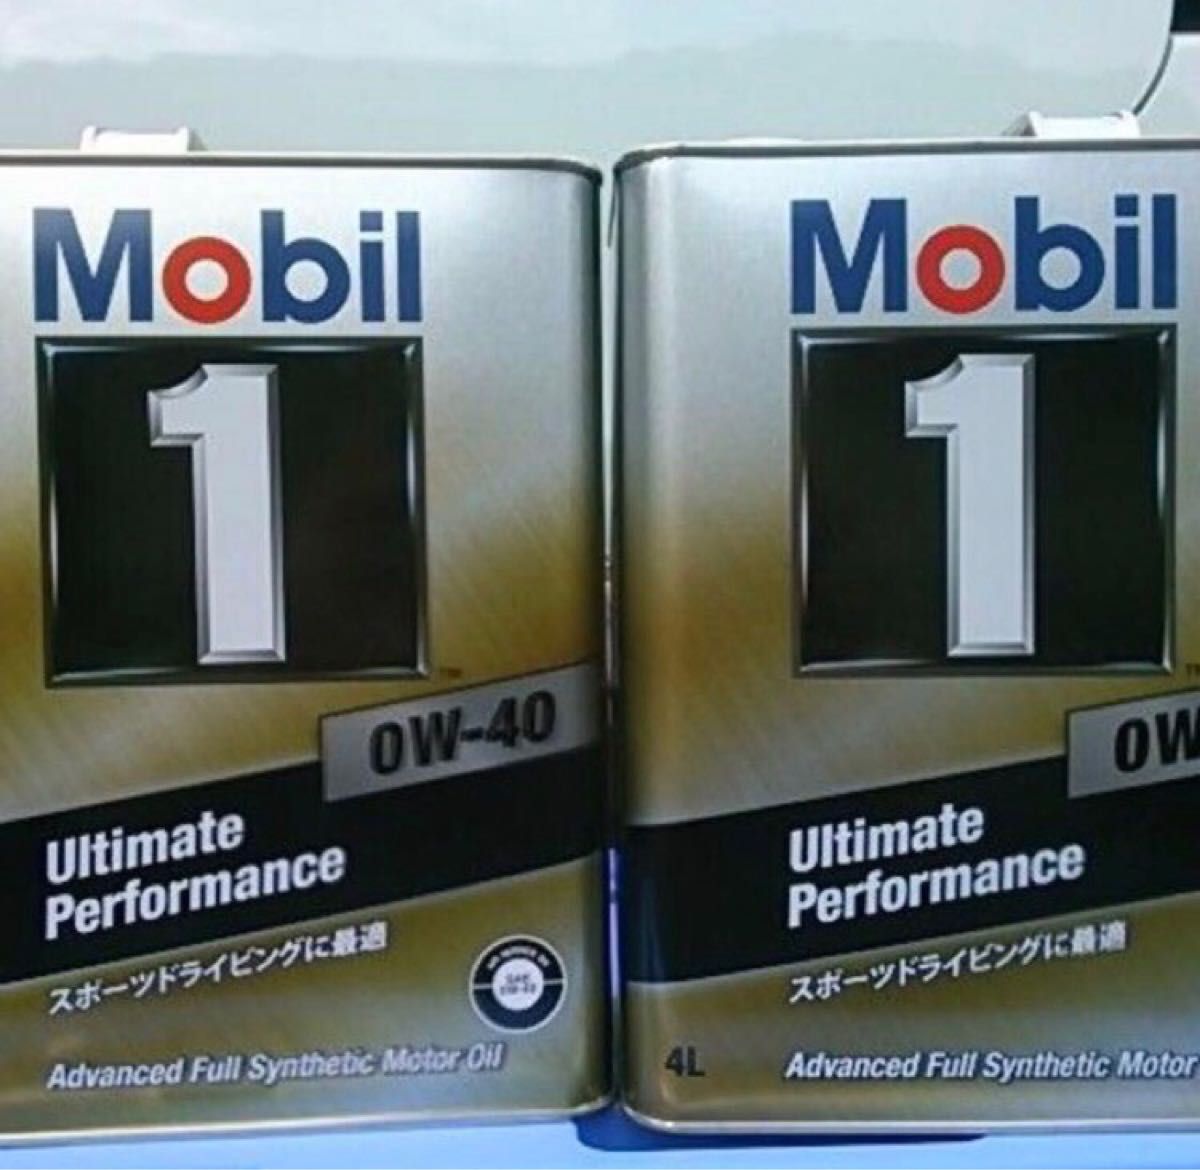 Mobil
1
0W-40
Ultimate
Performance
スポーツドライビングに最適
Advanced Full Synthetic Motor Oil
Mobil
1
0W
Ultimate
Performance
スポーツドライビングに最適
4L
Advanced Full Synthetic Motor